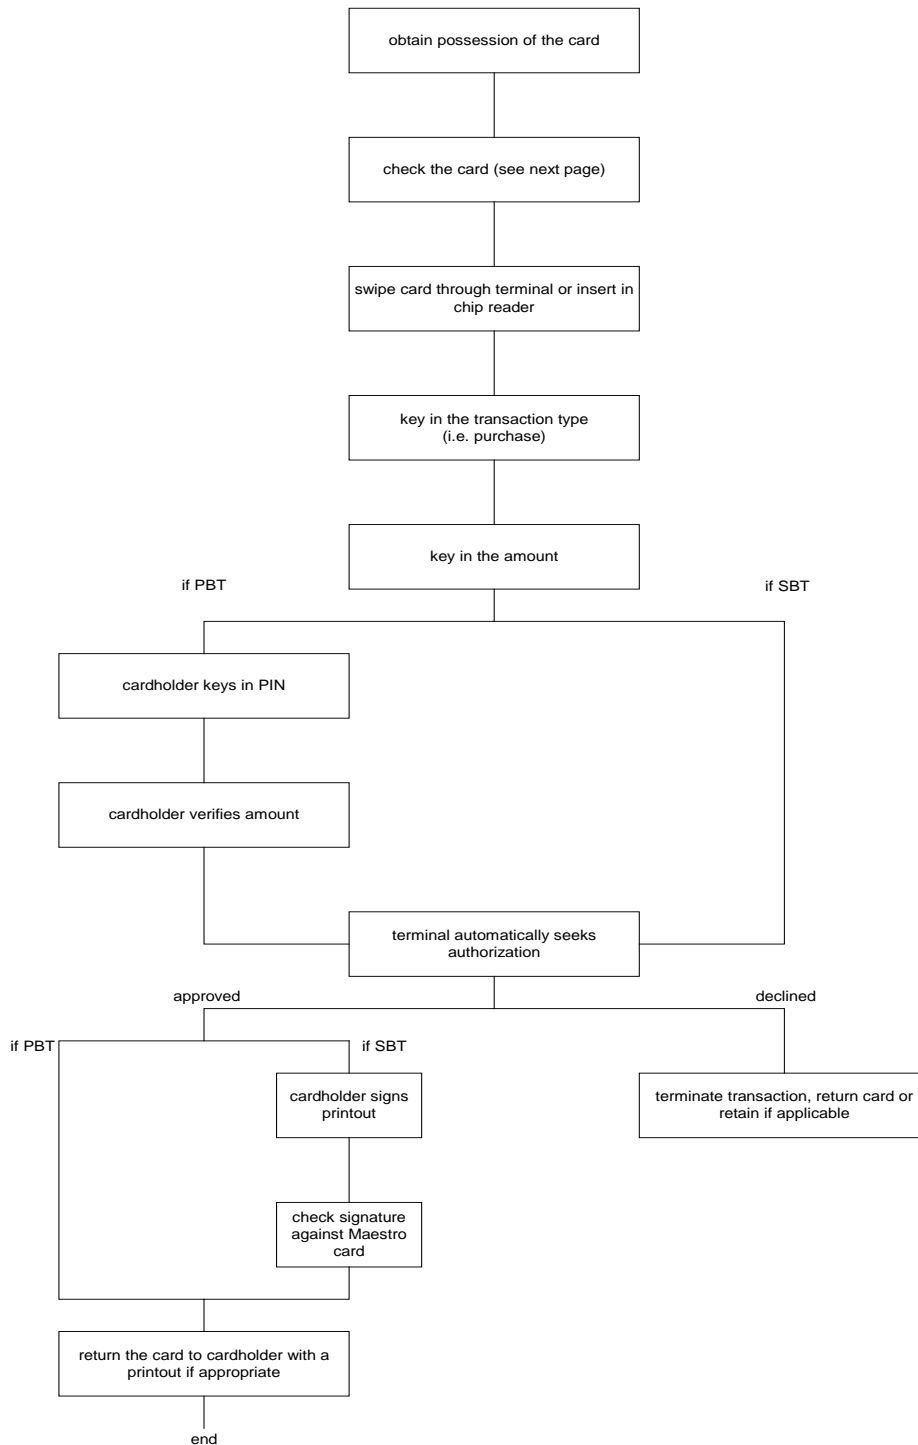 obtain possession of the card
check the card (see next page)
swipe card through terminal or insert in
chip reader
key in the transaction type
(i.e. purchase)
key in the amount
if PBT
if SBT
cardholder keys in PIN
cardholder verifies amount
terminal automatically seeks
authorization
approved
declined
if PBT
if SBT
cardholder signs
printout
terminate transaction, return card or
retain if applicable
check signature
against Maestro
card
return the card to cardholder with a
printout if appropriate
end